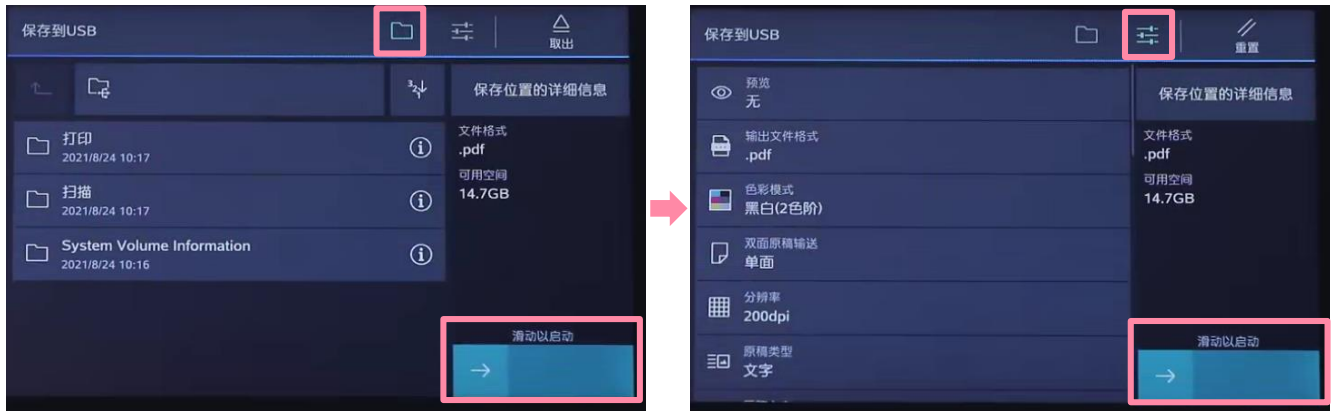 保存到USB
取出
保存位置的详细信息
打印
2021/8/24 10:17
扫描
2021/8/24 10:17
System Volume Information
2021/8/24 10:16
文件格式
.pdf
可用空间
14.7GB
滑动以启动
保存到USB
重置
预览
无
输出文件格式
.pdf
色彩模式
黑白(2色阶)
双面原稿输送
单面
分辨率
200dpi
原稿类型
文字
保存位置的详细信息
文件格式
.pdf
可用空间
14.7GB
滑动以启动